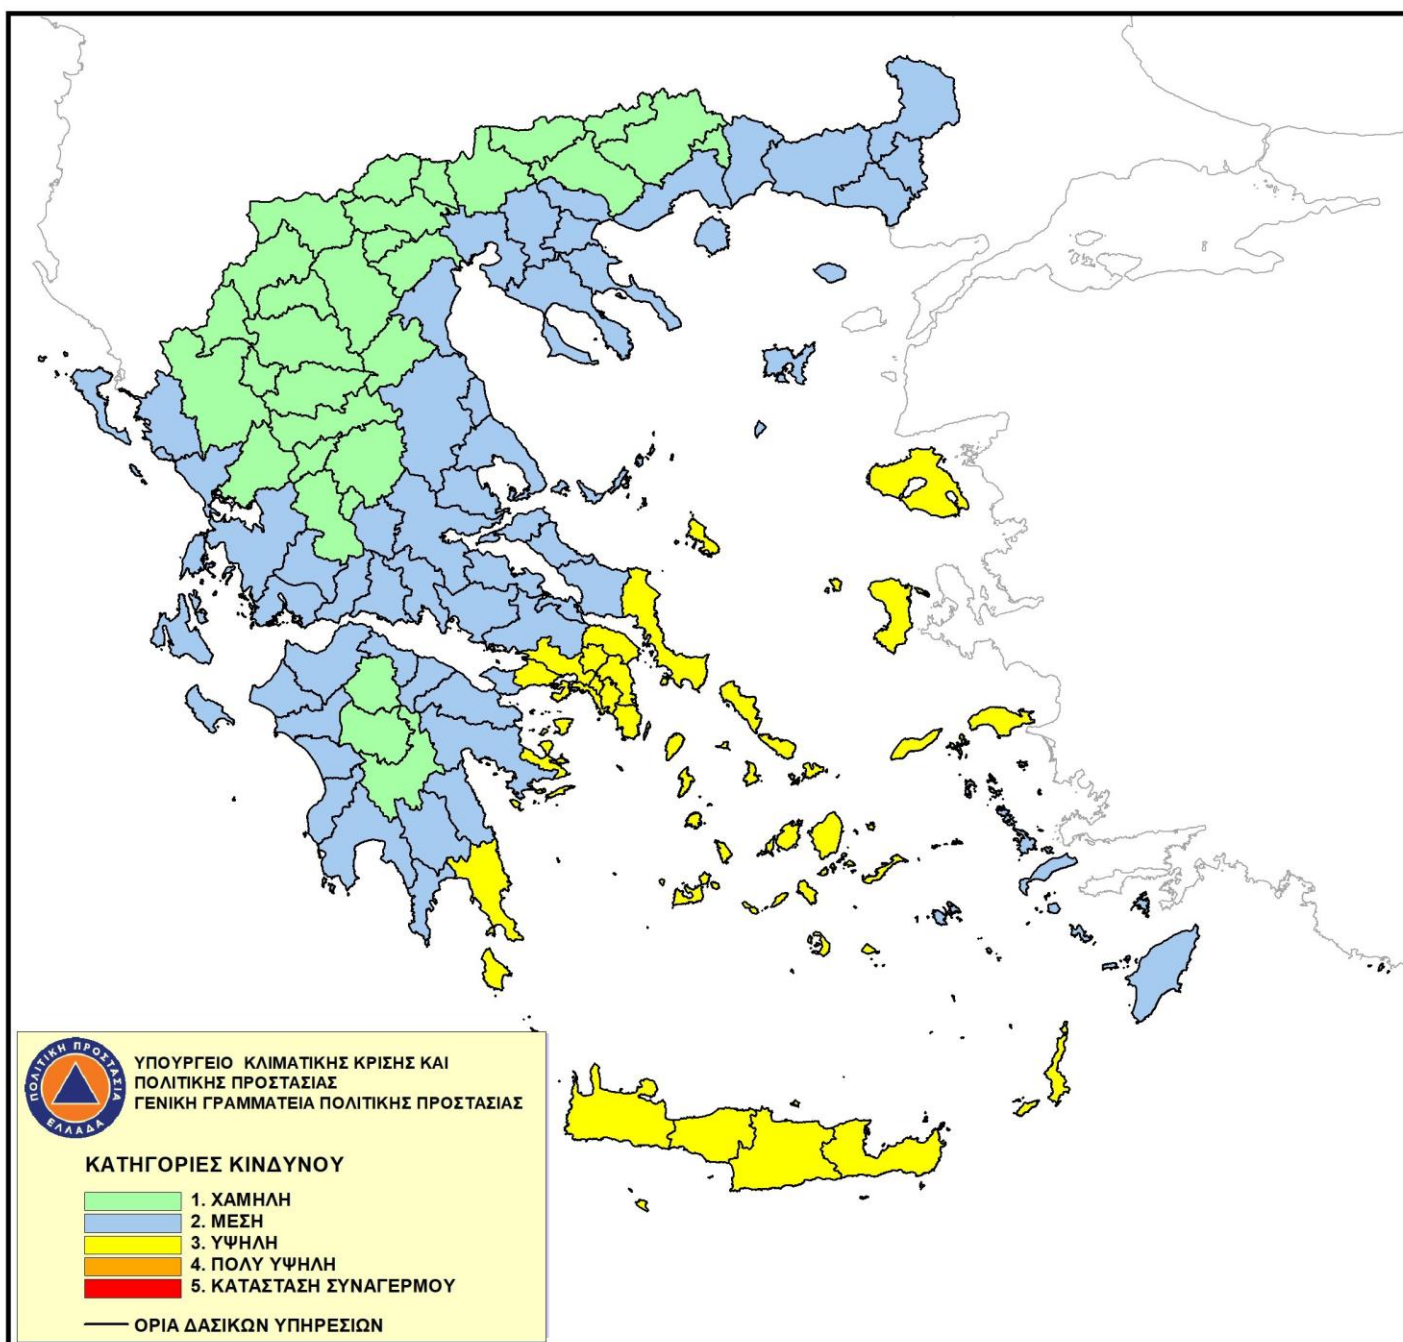 ΠΟΛΙΤΙΚΗ ΠΡΟΣΤΑΣΙΑ
ΕΛΛΑΔΑ
ΥΠΟΥΡΓΕΙΟ ΚΛΙΜΑΤΙΚΗΣ ΚΡΙΣΗΣ ΚΑΙ
ΠΟΛΙΤΙΚΗΣ ΠΡΟΣΤΑΣΙΑΣ
ΓΕΝΙΚΗ ΓΡΑΜΜΑΤΕΙΑ ΠΟΛΙΤΙΚΗΣ ΠΡΟΣΤΑΣΙΑΣ
ΚΑΤΗΓΟΡΙΕΣ ΚΙΝΔΥΝΟΥ
1. ΧΑΜΗΛΗ
2. ΜΕΣΗ
3. ΥΨΗΛΗ
4. ΠΟΛΥ ΥΨΗΛΗ
5. ΚΑΤΑΣΤΑΣΗ ΣΥΝΑΓΕΡΜΟΥ
ΟΡΙΑ ΔΑΣΙΚΩΝ ΥΠΗΡΕΣΙΩΝ